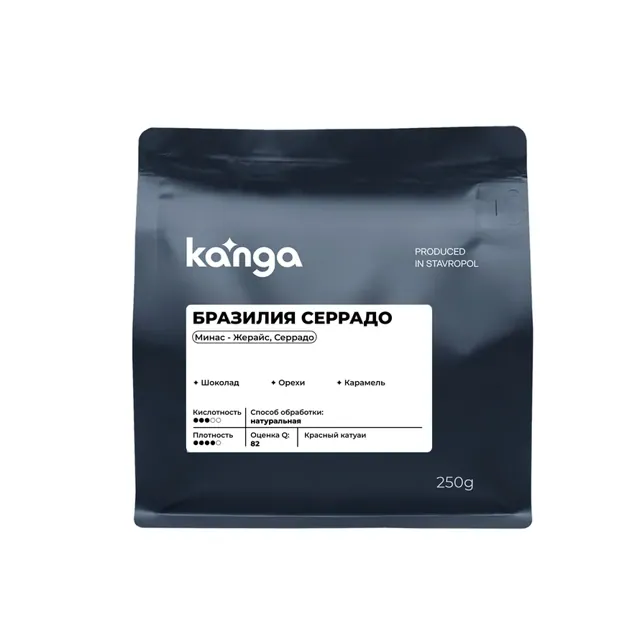 kanga
PRODUCED
IN STAVROPOL
БРАЗИЛИЯ СЕРРАДО
Минас - Жерайс, Серрадо
Шоколад
Орехи
Карамель
Кислотность
Способ обработки:
натуральная
Плотность
Оценка Q:
82
Красный катуаи
250g